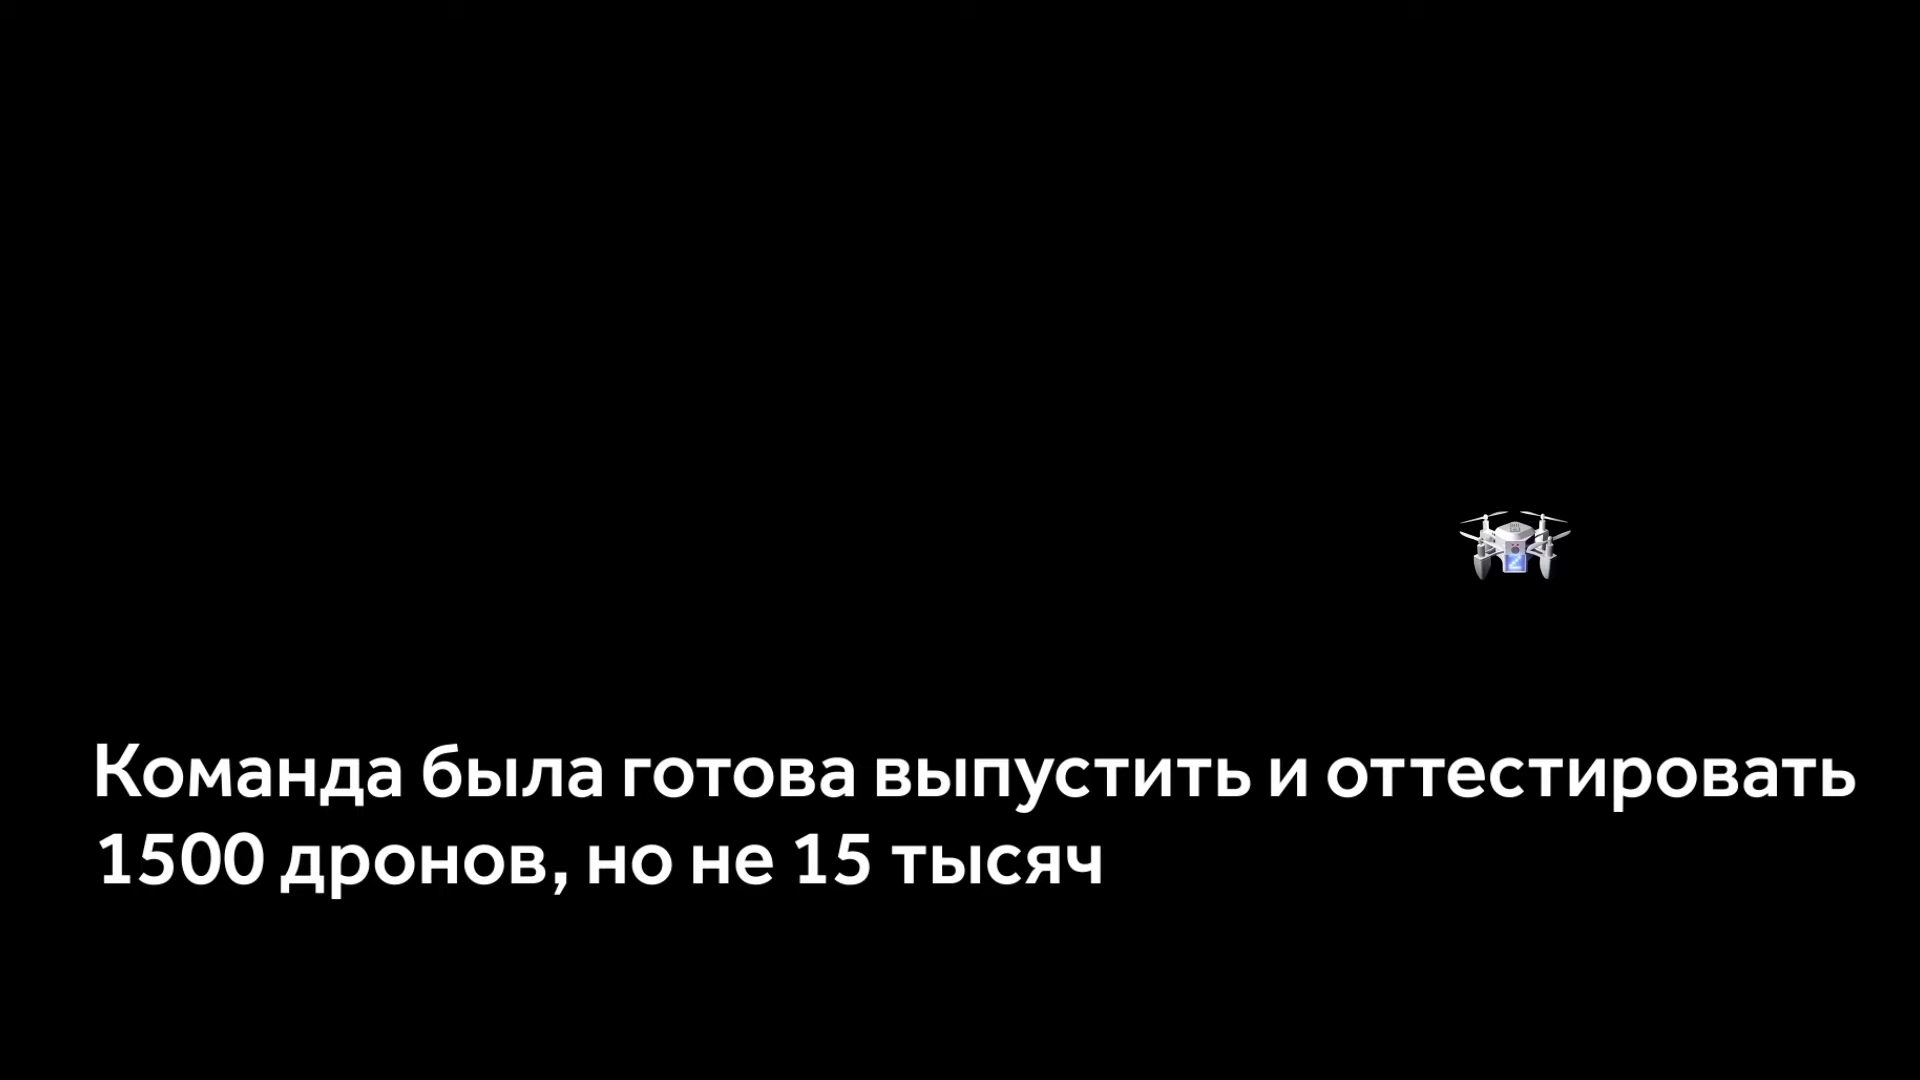 Команда была готова выпустить и оттестировать
1500 дронов, но не 15 тысяч